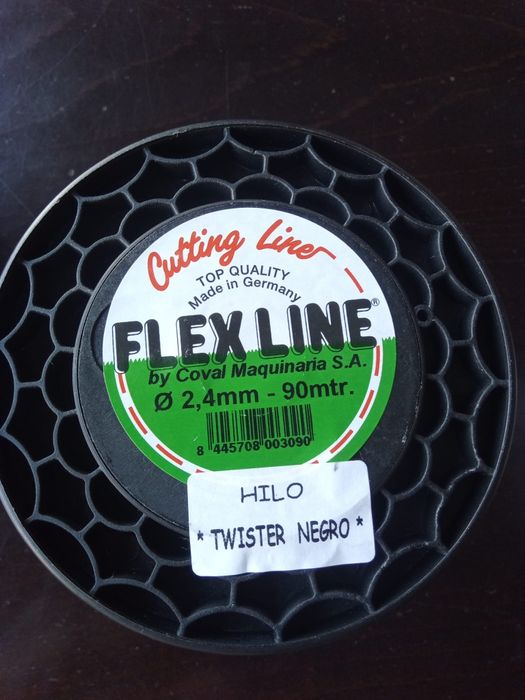 Cutting Line
TOP QUALITY
Made in Germany
FLEX LINE®
by Coval Maquinaria S.A.
Ø 2,4mm - 90mtr.
8 445708 003090
HILO
* TWISTER NEGRO *